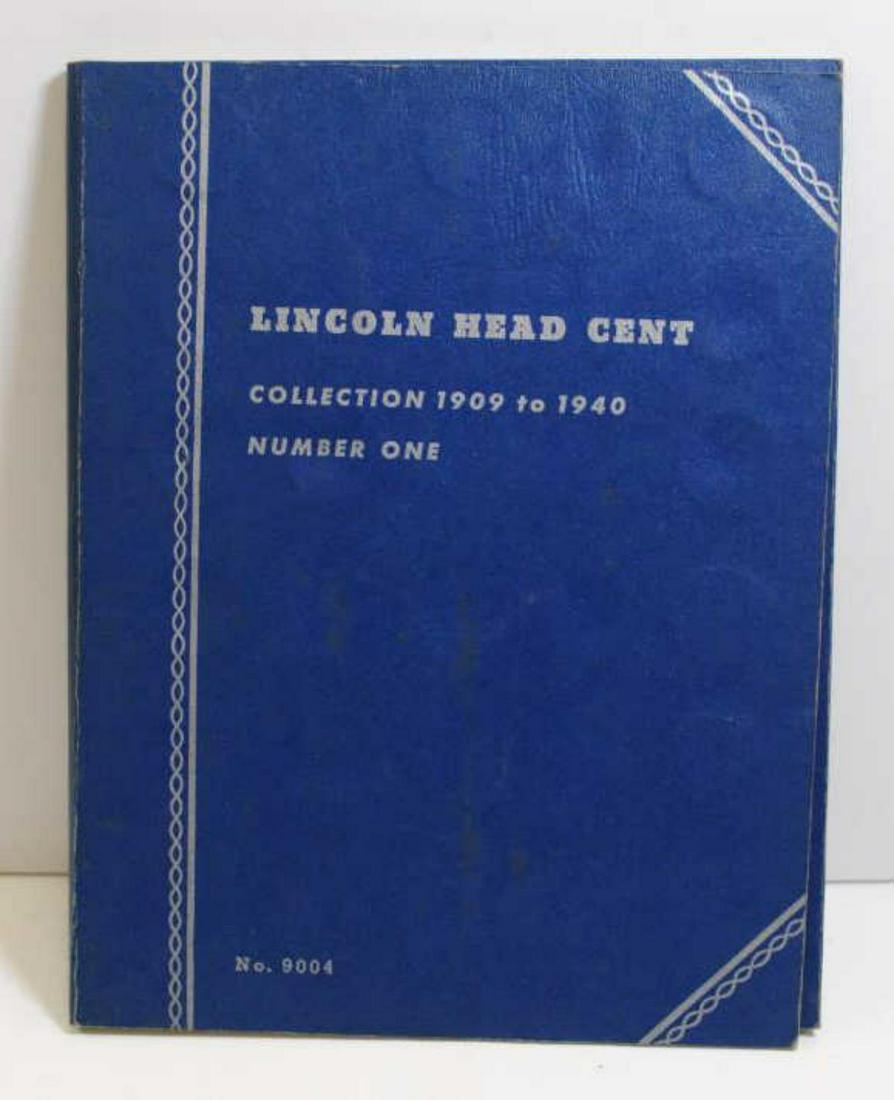 LINCOLN HEAD CENT
COLLECTION 1909 to 1940
NUMBER ONE
No. 9004